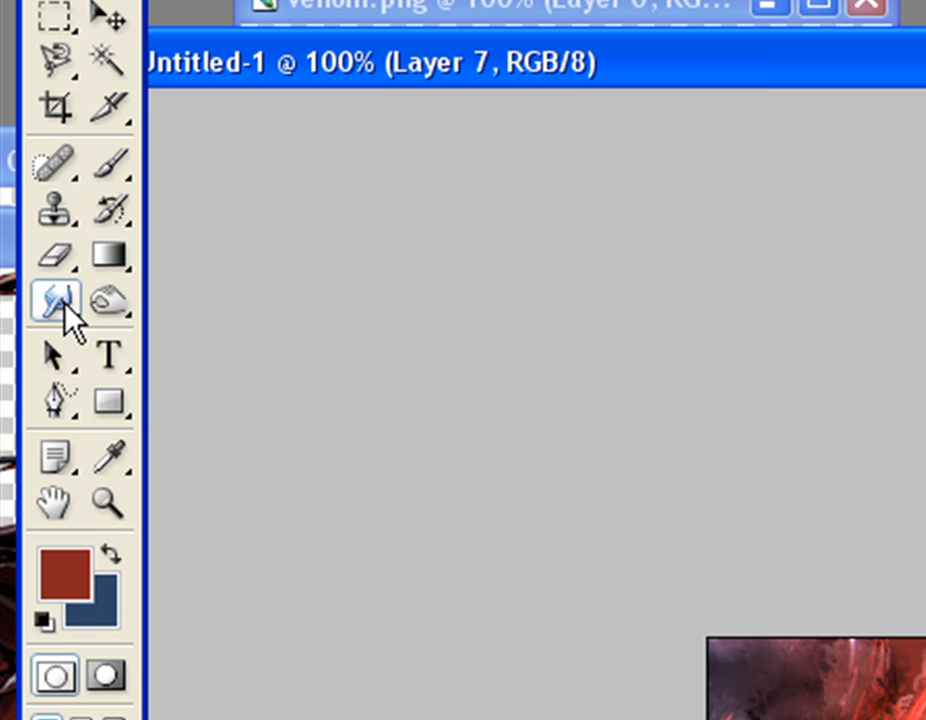 venom.png @ 100% (Layer 0, RG...
Untitled-1 @ 100% (Layer 7, RGB/8)
T